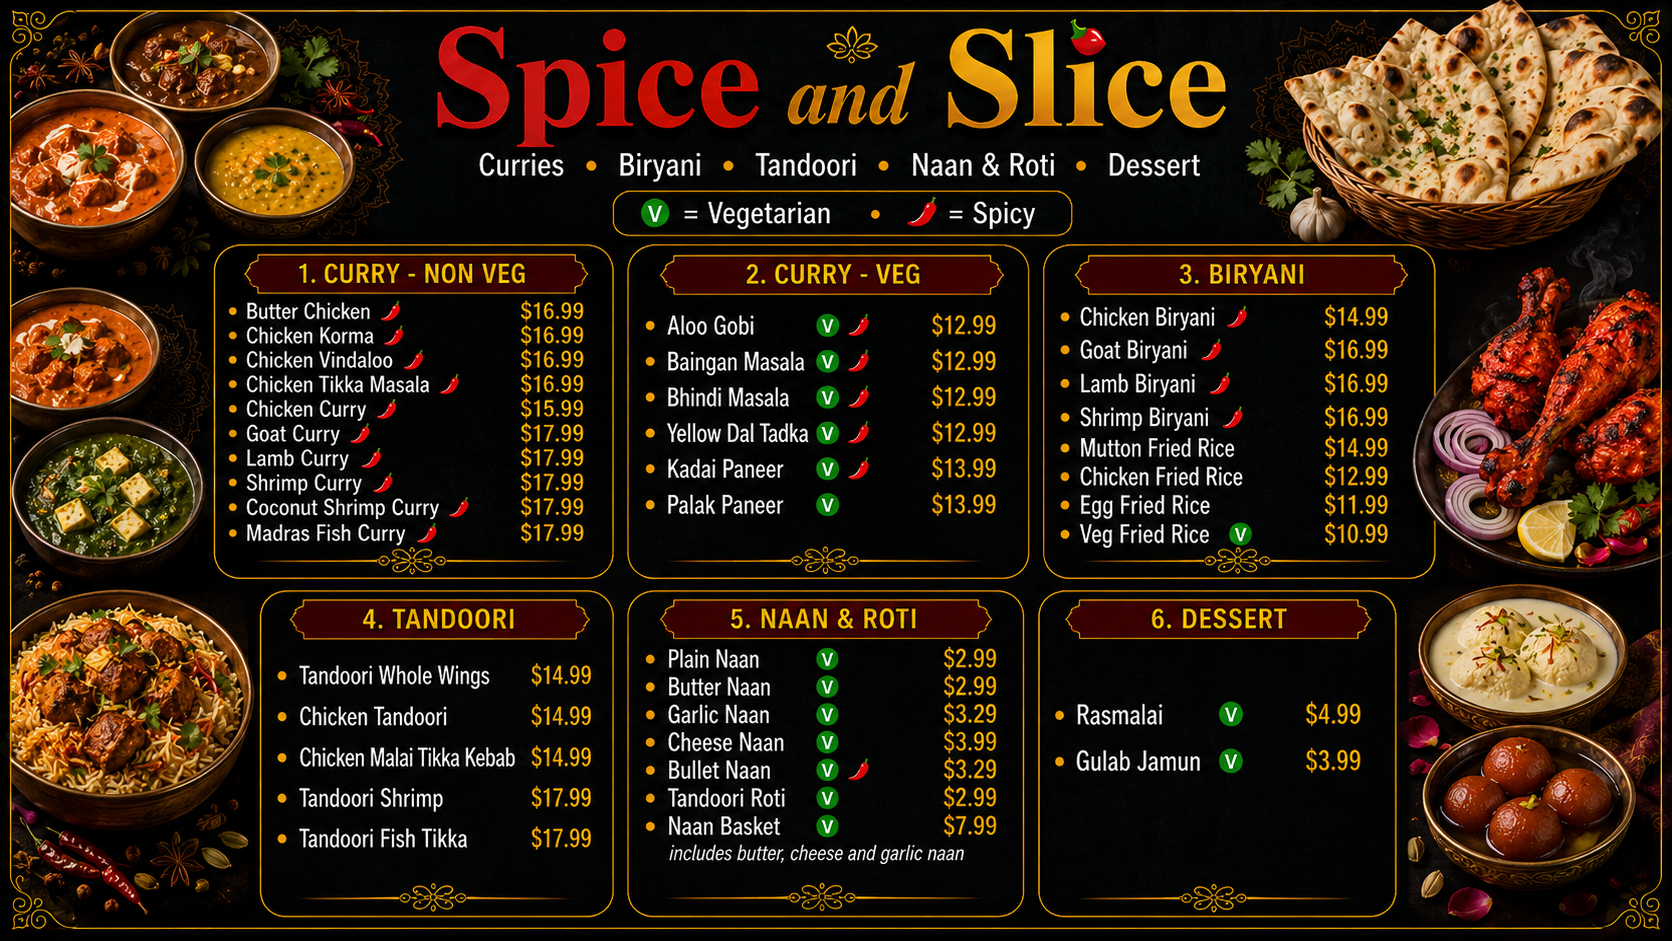 Spice and Slice
Curries • Biryani • Tandoori • Naan & Roti • Dessert
V = Vegetarian • = Spicy
1. CURRY - NON VEG
• Butter Chicken $16.99
• Chicken Korma $16.99
• Chicken Vindaloo $16.99
• Chicken Tikka Masala $16.99
• Chicken Curry $15.99
• Goat Curry $17.99
• Lamb Curry $17.99
• Shrimp Curry $17.99
• Coconut Shrimp Curry $17.99
• Madras Fish Curry $17.99
2. CURRY - VEG
• Aloo Gobi V $12.99
• Baingan Masala V $12.99
• Bhindi Masala V $12.99
• Yellow Dal Tadka V $12.99
• Kadai Paneer V $13.99
• Palak Paneer V $13.99
3. BIRYANI
• Chicken Biryani $14.99
• Goat Biryani $16.99
• Lamb Biryani $16.99
• Shrimp Biryani $16.99
• Mutton Fried Rice $14.99
• Chicken Fried Rice $12.99
• Egg Fried Rice $11.99
• Veg Fried Rice V $10.99
4. TANDOORI
• Tandoori Whole Wings $14.99
• Chicken Tandoori $14.99
• Chicken Malai Tikka Kebab $14.99
• Tandoori Shrimp $17.99
• Tandoori Fish Tikka $17.99
5. NAAN & ROTI
• Plain Naan V $2.99
• Butter Naan V $2.99
• Garlic Naan V $3.29
• Cheese Naan V $3.99
• Bullet Naan V $3.29
• Tandoori Roti V $2.99
• Naan Basket V $7.99
includes butter, cheese and garlic naan
6. DESSERT
• Rasmalai V $4.99
• Gulab Jamun V $3.99